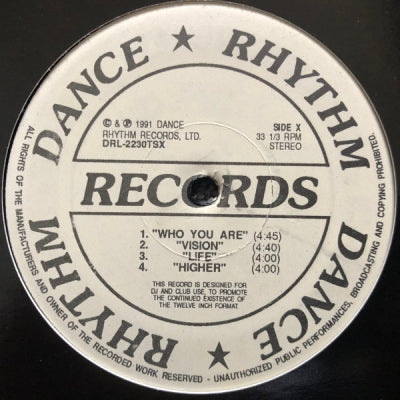 DANCE ★ RHYTHM
© & ℗ 1991 DANCE
RHYTHM RECORDS, LTD.
DRL-2230TSX
SIDE X
33 1/3 RPM
STEREO
RECORDS
1. "WHO YOU ARE" (4:45)
2. "VISION" (4:40)
3. "LIFE" (4:00)
4. "HIGHER" (4:00)
THIS RECORD IS DESIGNED FOR
DJ AND CLUB USE, TO PROMOTE
THE CONTINUED EXISTENCE OF
THE TWELVE INCH FORMAT
RHYTHM ★ DANCE
ALL RIGHTS OF THE MANUFACTURERS AND OWNER OF THE RECORDED WORK RESERVED - UNAUTHORIZED PUBLIC PERFORMANCES, BROADCASTING AND COPYING PROHIBITED.